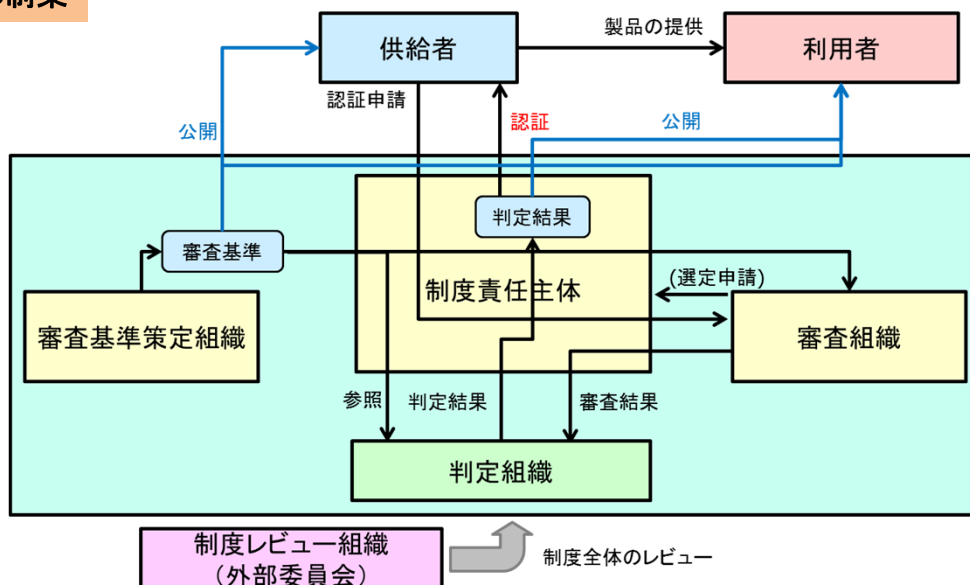 供給者
製品の提供
利用者
認証申請
認証
公開
公開
判定結果
審査基準
制度責任主体
(選定申請)
審査基準策定組織
審査組織
参照
判定結果
審査結果
判定組織
制度レビュー組織
（外部委員会）
制度全体のレビュー